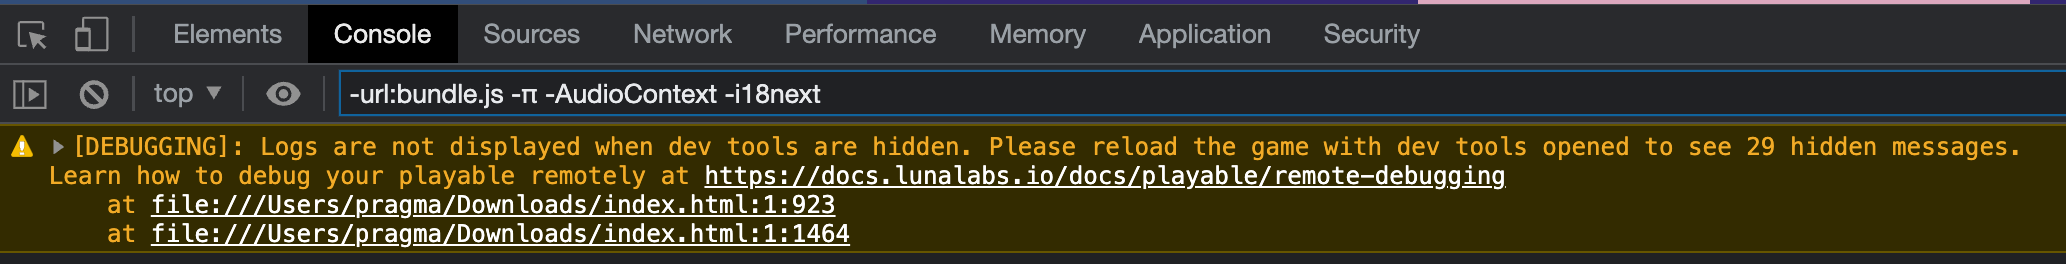 Elements Console Sources Network Performance Memory Application Security
top -url:bundle.js -π -AudioContext -i18next
[DEBUGGING]: Logs are not displayed when dev tools are hidden. Please reload the game with dev tools opened to see 29 hidden messages.
Learn how to debug your playable remotely at https://docs.lunalabs.io/docs/playable/remote-debugging
at file:///Users/pragma/Downloads/index.html:1:923
at file:///Users/pragma/Downloads/index.html:1:1464